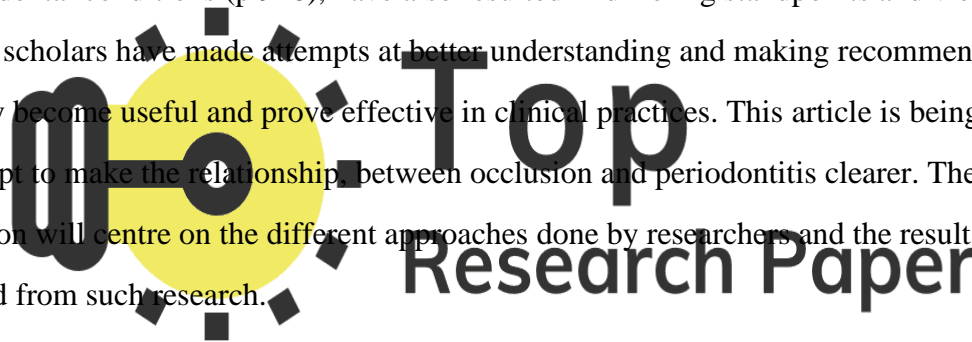 scholars have made attempts at better understanding and making recommen
become useful and prove effective in clinical practices. This article is being
pt to make the relationship, between occlusion and periodontitis clearer. The
on will centre on the different approaches done by researchers and the result
d from such research.
Top
Research Paper